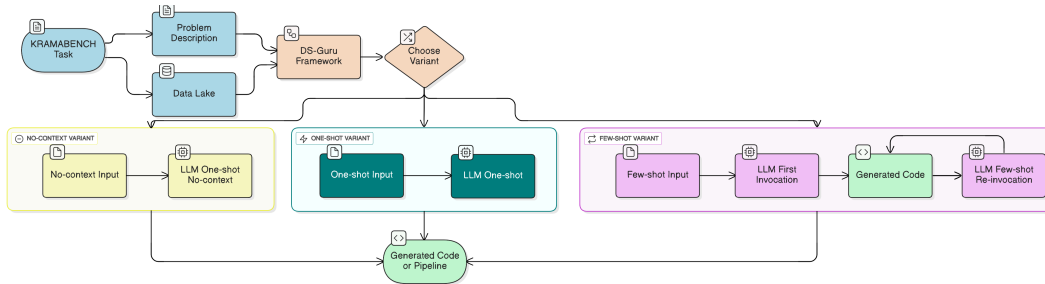 KRAMABENCH
Task
Problem
Description
Data Lake
DS-Guru
Framework
Choose
Variant
NO-CONTEXT VARIANT
No-context Input
LLM One-shot
No-context
ONE-SHOT VARIANT
One-shot Input
LLM One-shot
FEW-SHOT VARIANT
Few-shot Input
LLM First
Invocation
Generated Code
LLM Few-shot
Re-invocation
Generated Code
or Pipeline